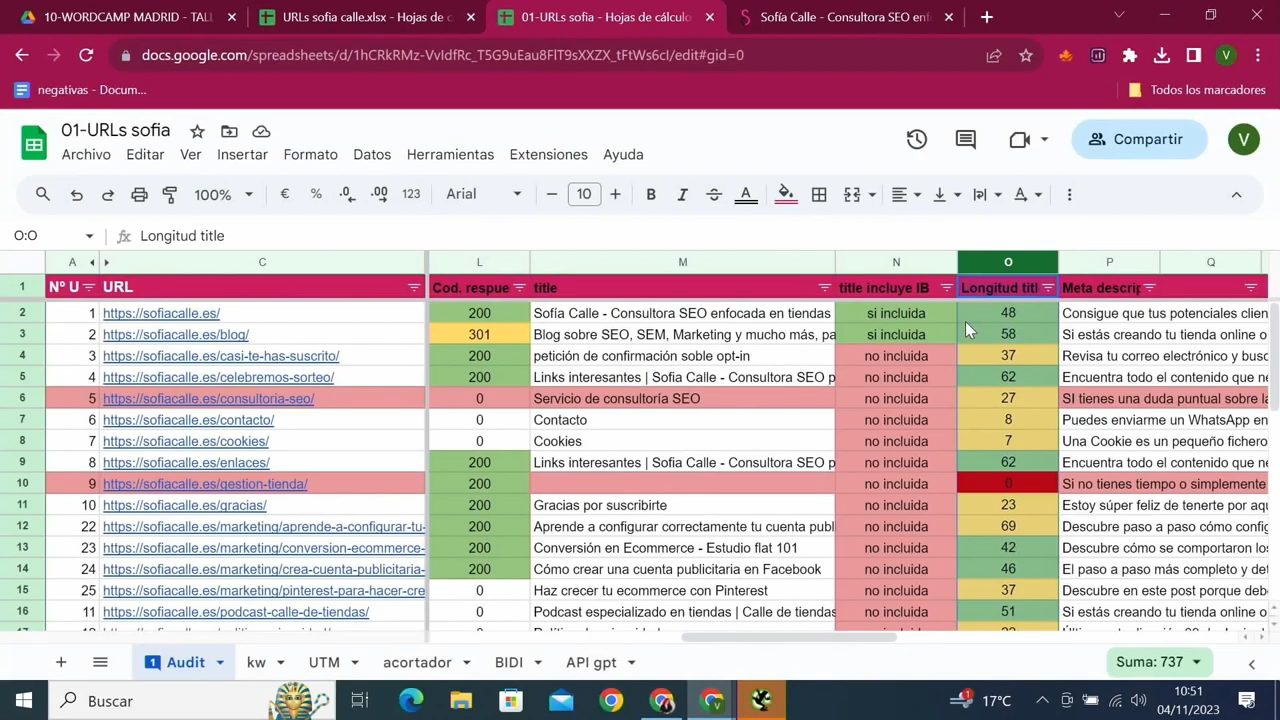 10-WORDCAMP MADRID - TAL
URLs sofia calle.xlsx - Hojas de c
01-URLs sofia - Hojas de cálculo
Sofía Calle - Consultora SEO enf
docs.google.com/spreadsheets/d/1hCRkRMz-VvIdfRc_T5G9uEau8FlT9sXXZX_tFtWs6cI/edit#gid=0
V
negativas - Docum...
Todos los marcadores
01-URLs sofia
Archivo Editar Ver Insertar Formato Datos Herramientas Extensiones Ayuda
Compartir
V
100% € % .0 .00 123 Arial 10 B I S A
O:O fx Longitud title
A C L M N O P Q
1 Nº U URL Cod. respue title title incluye IB Longitud titl Meta descrip
2 1 https://sofiacalle.es/ 200 Sofía Calle - Consultora SEO enfocada en tiendas si incluida 48 Consigue que tus potenciales clien
3 2 https://sofiacalle.es/blog/ 301 Blog sobre SEO, SEM, Marketing y mucho más, pa si incluida 58 Si estás creando tu tienda online o
4 3 https://sofiacalle.es/casi-te-has-suscrito/ 200 petición de confirmación soble opt-in no incluida 37 Revisa tu correo electrónico y busc
5 4 https://sofiacalle.es/celebremos-sorteo/ 200 Links interesantes | Sofia Calle - Consultora SEO p no incluida 62 Encuentra todo el contenido que ne
6 5 https://sofiacalle.es/consultoria-seo/ 0 Servicio de consultoría SEO no incluida 27 SI tienes una duda puntual sobre la
7 6 https://sofiacalle.es/contacto/ 0 Contacto no incluida 8 Puedes enviarme un WhatsApp en
8 7 https://sofiacalle.es/cookies/ 0 Cookies no incluida 7 Una Cookie es un pequeño fichero
9 8 https://sofiacalle.es/enlaces/ 200 Links interesantes | Sofia Calle - Consultora SEO p no incluida 62 Encuentra todo el contenido que ne
10 9 https://sofiacalle.es/gestion-tienda/ 200 no incluida 0 Si no tienes tiempo o simplemente
11 10 https://sofiacalle.es/gracias/ 200 Gracias por suscribirte no incluida 23 Estoy súper feliz de tenerte por aqu
12 22 https://sofiacalle.es/marketing/aprende-a-configurar-tu- 200 Aprende a configurar correctamente tu cuenta publ no incluida 69 Descubre paso a paso cómo confi
13 23 https://sofiacalle.es/marketing/conversion-ecommerce- 200 Conversión en Ecommerce - Estudio flat 101 no incluida 42 Descubre cómo se comportaron los
14 24 https://sofiacalle.es/marketing/crea-cuenta-publicitaria- 200 Cómo crear una cuenta publicitaria en Facebook no incluida 46 El paso a paso más completo y det
15 25 https://sofiacalle.es/marketing/pinterest-para-hacer-cre 0 Haz crecer tu ecommerce con Pinterest no incluida 37 Descubre en este post porque debe
16 11 https://sofiacalle.es/podcast-calle-de-tiendas/ 0 Podcast especializado en tiendas | Calle de tiendas no incluida 51 Si estás creando tu tienda online o
1 Audit kw UTM acortador BIDI API gpt Suma: 737
Buscar
1
17°C
10:51
04/11/2023